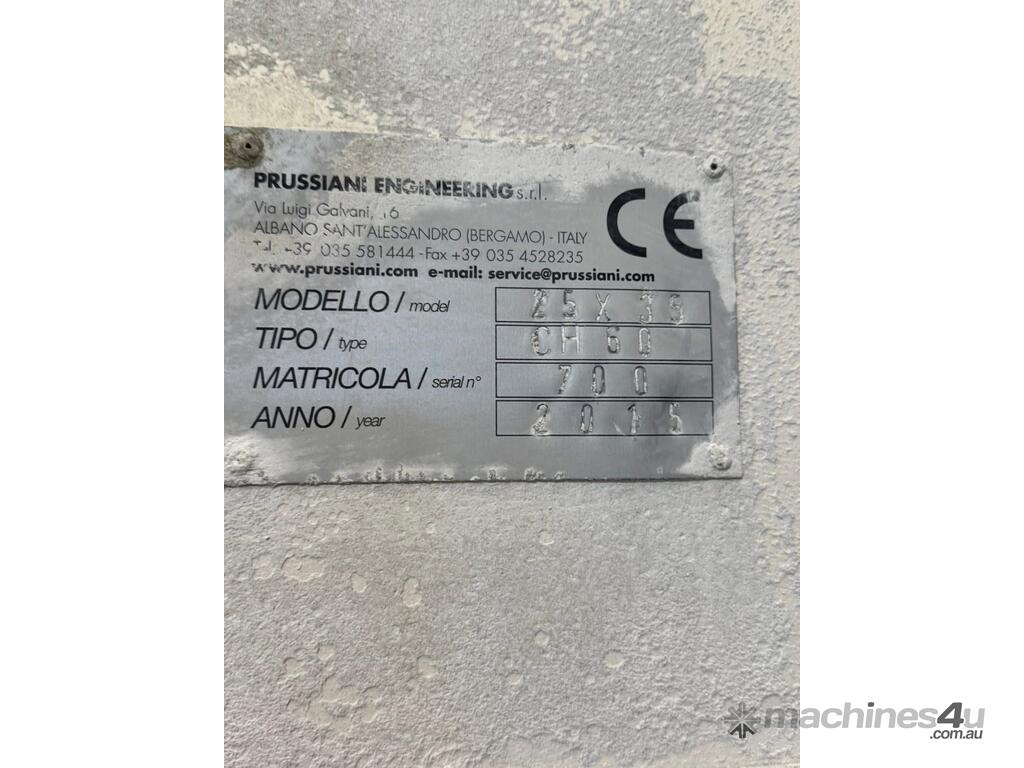 PRUSSIANI ENGINEERING s.r.l.
CE
Via Luigi Galvani,
ALBANO SANT'ALESSANDRO (BERGAMO) - ITALY
+39 035 581444 - Fax +39 035 4528235
www.prussiani.com e-mail: service@prussiani.com
MODELLO / model
TIPO / type CH 60
MATRICOLA / serial n° 700
ANNO / year 2015
machines4u
.com.au